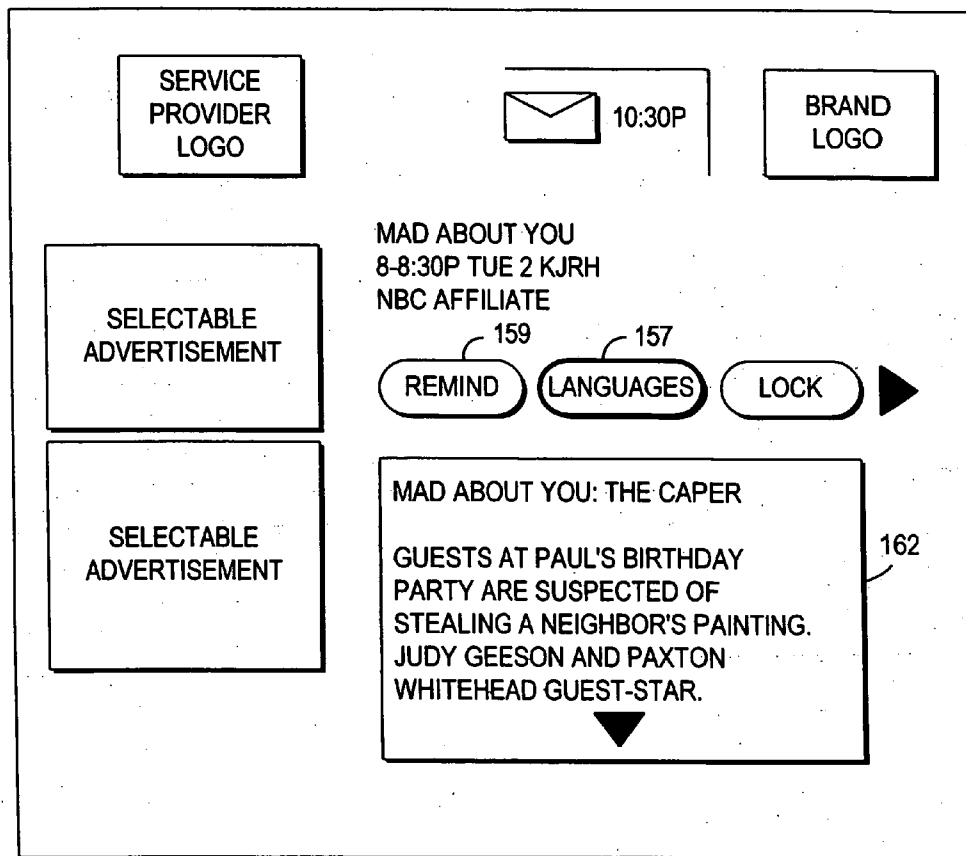 SERVICE
PROVIDER
LOGO
10:30P
BRAND
LOGO
SELECTABLE
ADVERTISEMENT
SELECTABLE
ADVERTISEMENT
MAD ABOUT YOU
8-8:30P TUE 2 KJRH
NBC AFFILIATE
159
157
REMIND
LANGUAGES
LOCK
MAD ABOUT YOU: THE CAPER
GUESTS AT PAUL'S BIRTHDAY
PARTY ARE SUSPECTED OF
STEALING A NEIGHBOR'S PAINTING.
JUDY GEESON AND PAXTON
WHITEHEAD GUEST-STAR.
162